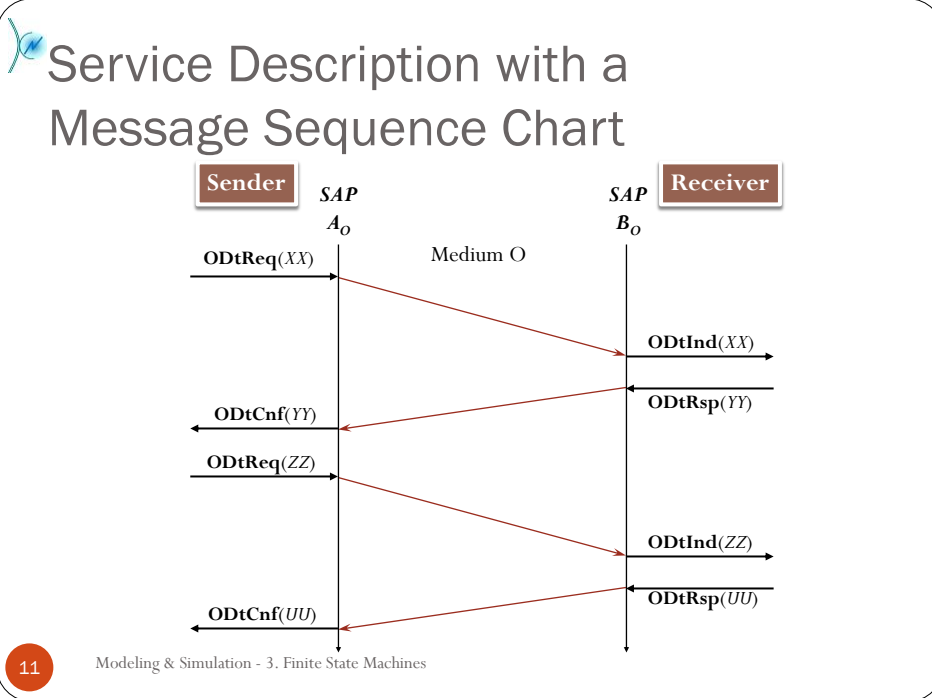 Service Description with a
Message Sequence Chart
Sender
SAP
SAP
Receiver
A_O
B_O
ODtReq(XX)
Medium O
ODtInd(XX)
ODtRsp(YY)
ODtCnf(YY)
ODtReq(ZZ)
ODtInd(ZZ)
ODtRsp(UU)
ODtCnf(UU)
11
Modeling & Simulation - 3. Finite State Machines